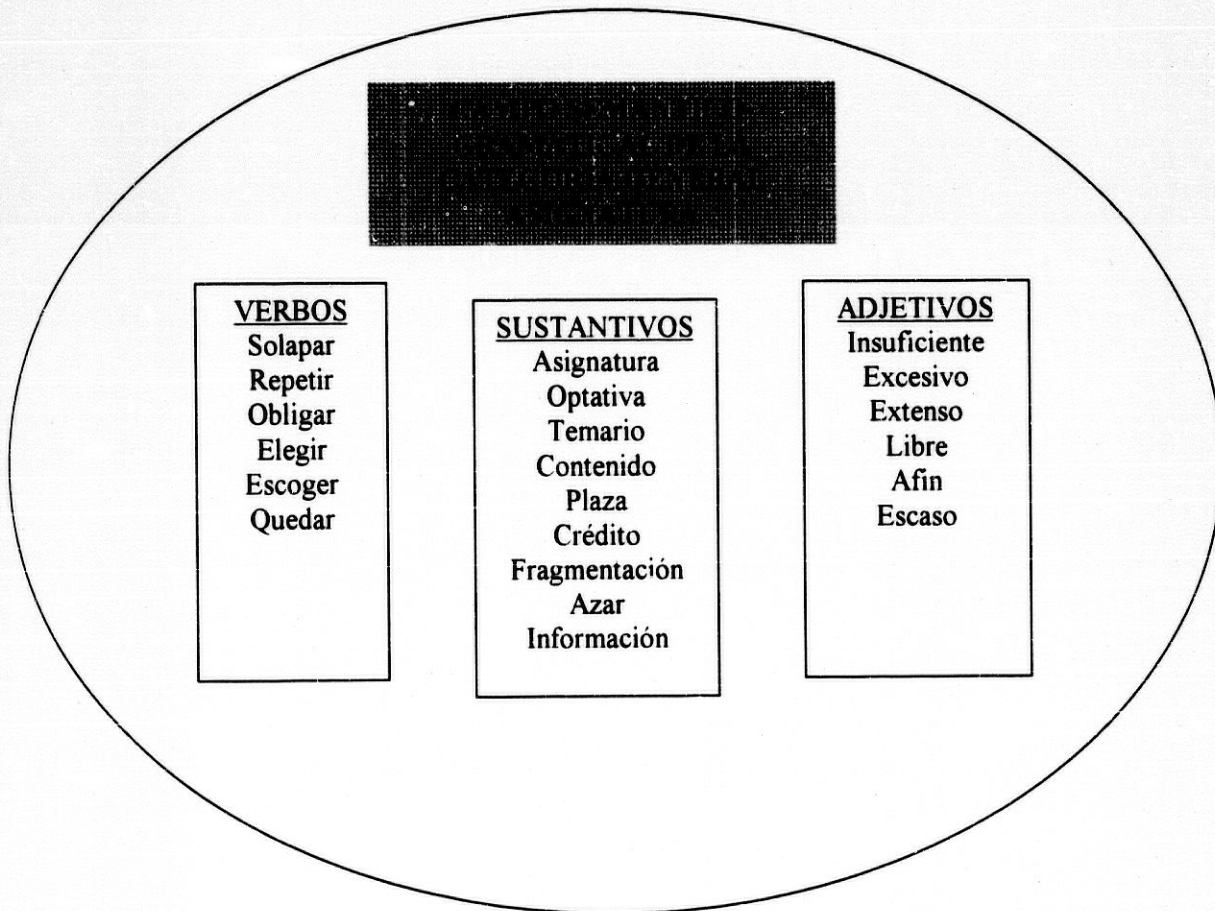 VERBOS
Solapar
Repetir
Obligar
Elegir
Escoger
Quedar
SUSTANTIVOS
Asignatura
Optativa
Temario
Contenido
Plaza
Crédito
Fragmentación
Azar
Información
ADJETIVOS
Insuficiente
Excesivo
Extenso
Libre
Afin
Escaso